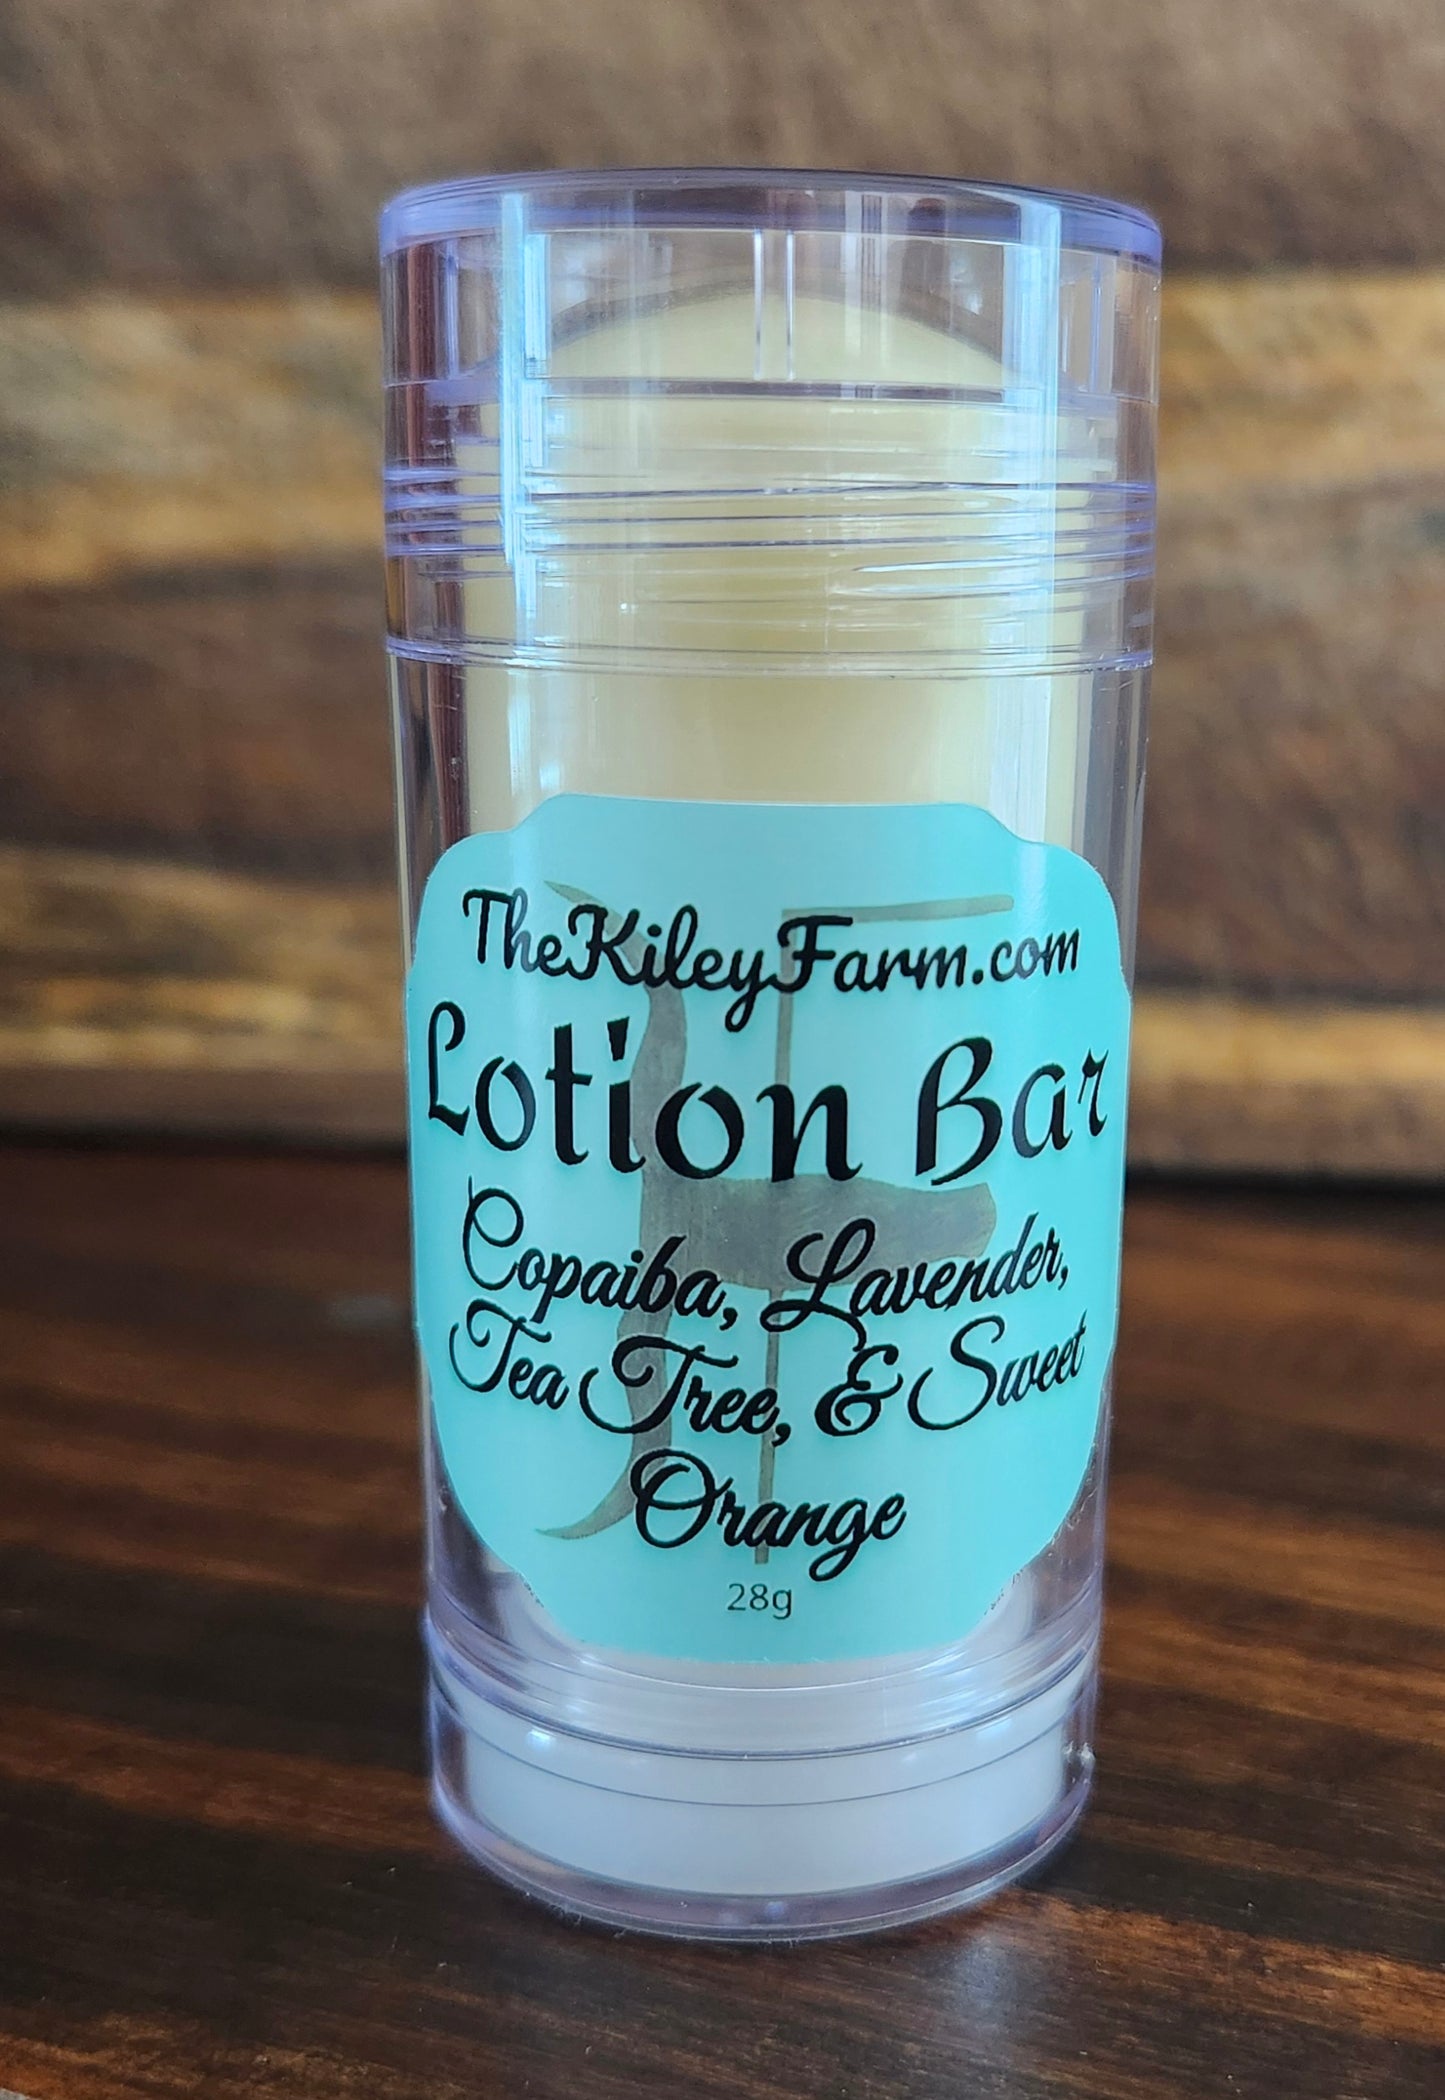 TheKileyFarm.com
Lotion Bar
Copaiba, Lavender,
Tea Tree, & Sweet
Orange
28g